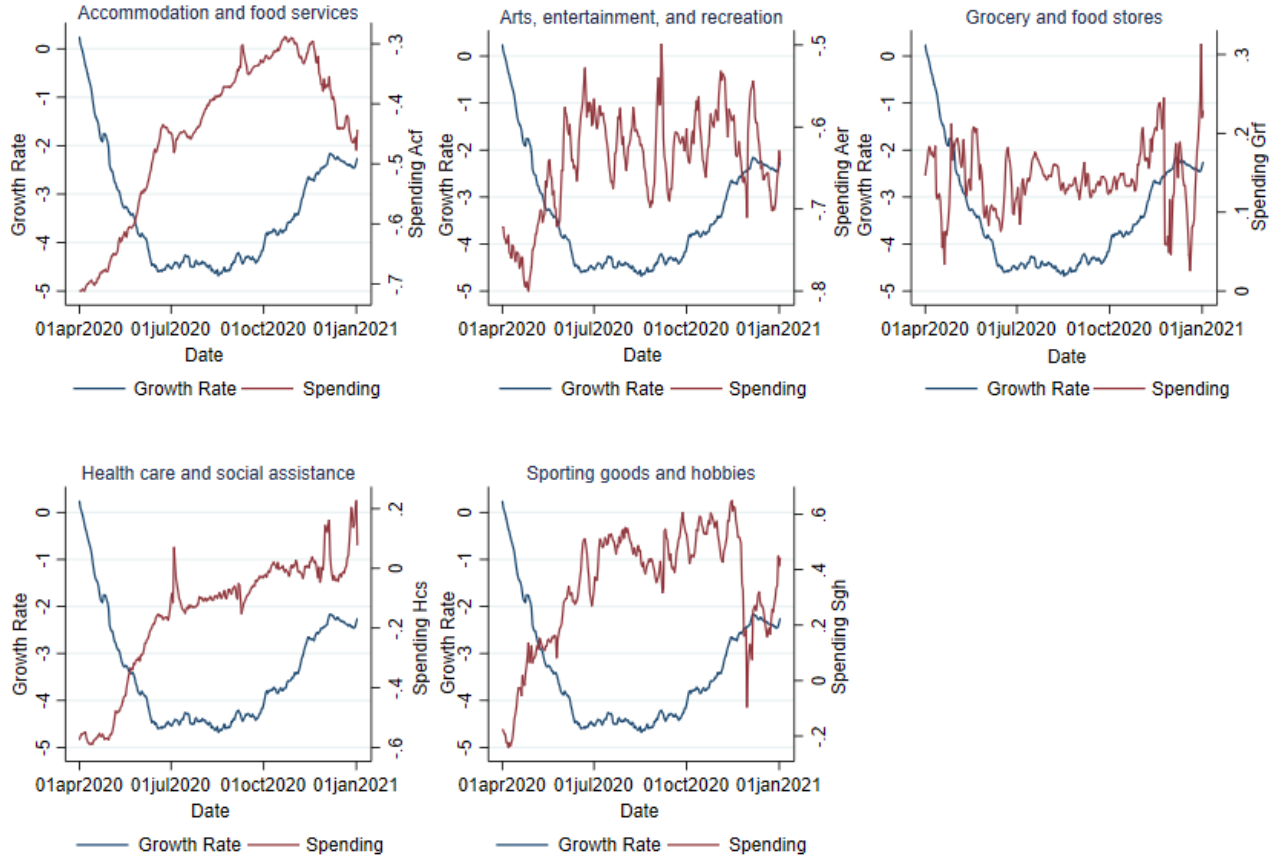 Accommodation and food services
Growth Rate
-5 -4 -3 -2 -1 0
Spending Acf
-.7 -.6 -.5 -.4 -.3
01apr2020 01jul2020 01oct2020 01jan2021
Date
Growth Rate Spending
Arts, entertainment, and recreation
Growth Rate
-5 -4 -3 -2 -1 0
Spending Aer
-.8 -.7 -.6 -.5
01apr2020 01jul2020 01oct2020 01jan2021
Date
Growth Rate Spending
Grocery and food stores
Growth Rate
-5 -4 -3 -2 -1 0
Spending Grf
0 .1 .2 .3
01apr2020 01jul2020 01oct2020 01jan2021
Date
Growth Rate Spending
Health care and social assistance
Growth Rate
-5 -4 -3 -2 -1 0
Spending Hcs
-.6 -.4 -.2 0 .2
01apr2020 01jul2020 01oct2020 01jan2021
Date
Growth Rate Spending
Sporting goods and hobbies
Growth Rate
-5 -4 -3 -2 -1 0
Spending Sgh
-.2 0 .2 .4 .6
01apr2020 01jul2020 01oct2020 01jan2021
Date
Growth Rate Spending